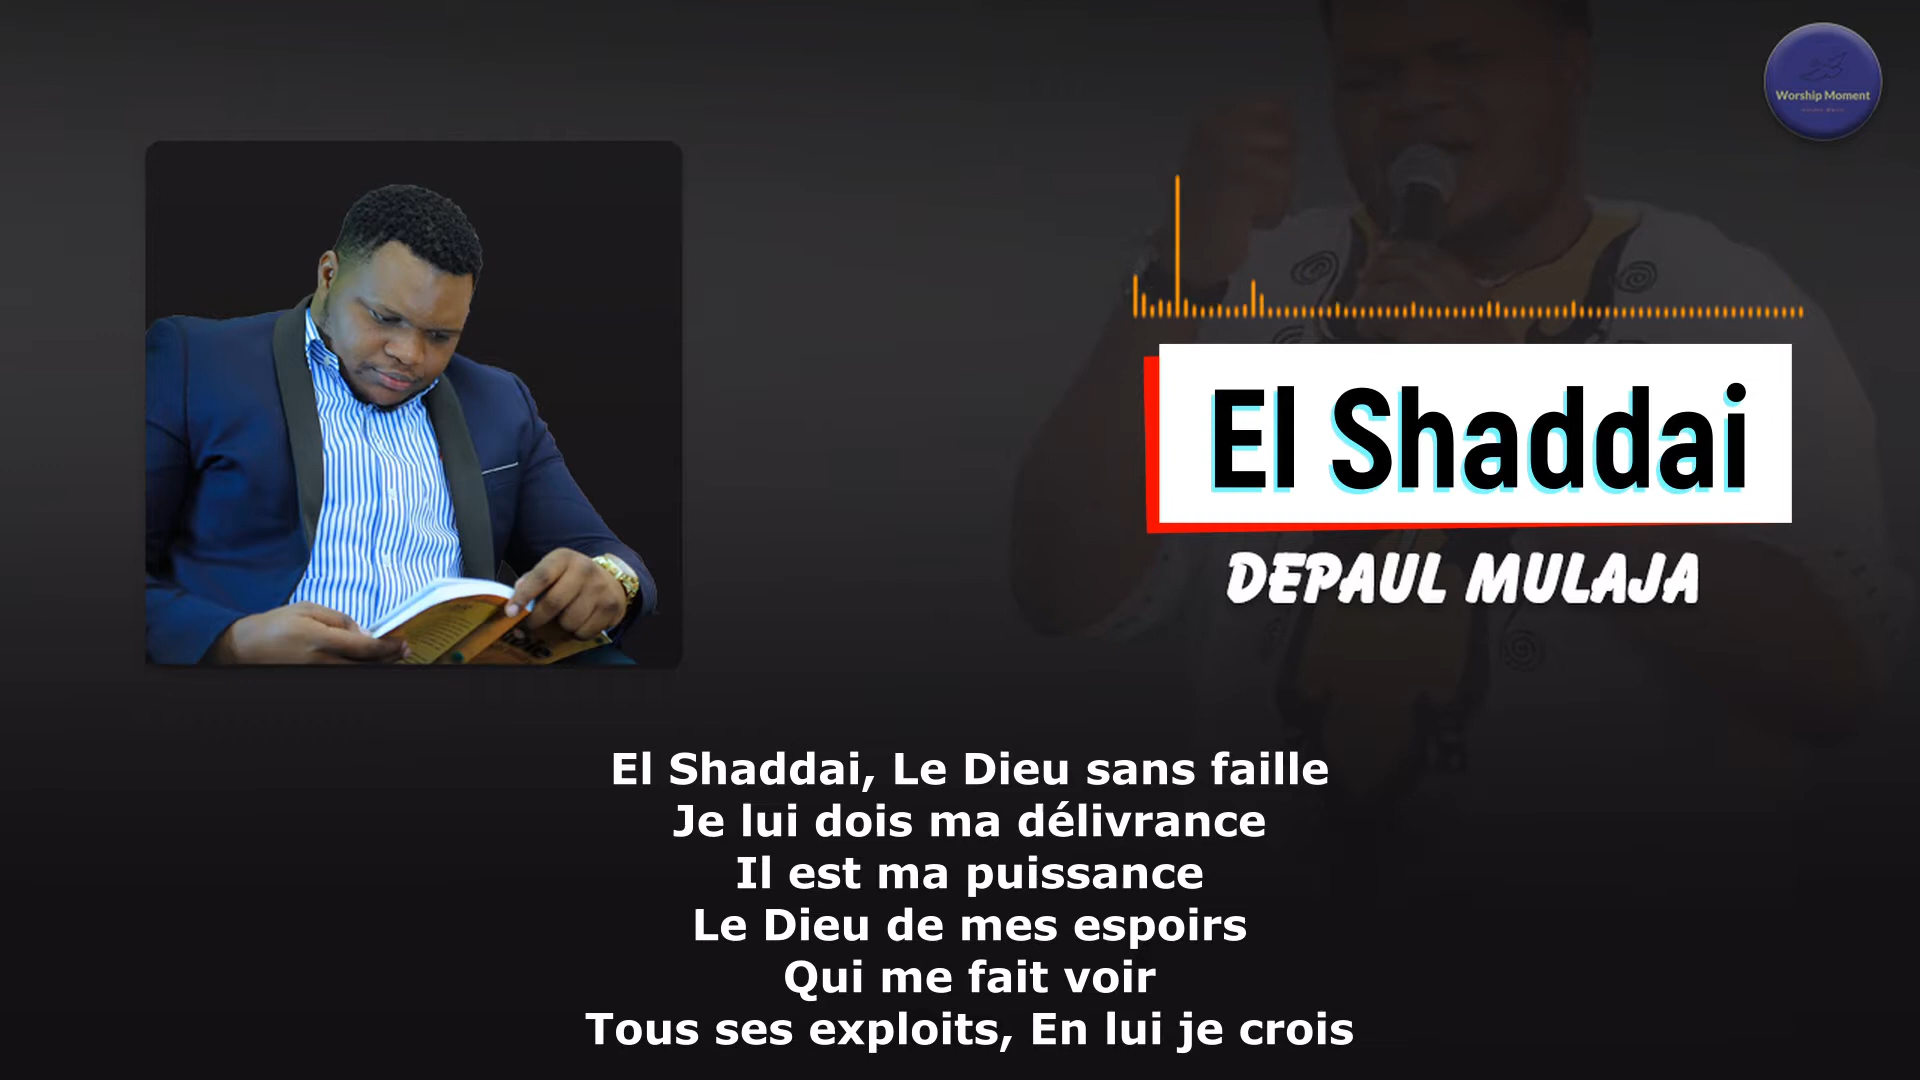 Worship Moment
El Shaddai
DEPAUL MULAJA
El Shaddai, Le Dieu sans faille
Je lui dois ma délivrance
Il est ma puissance
Le Dieu de mes espoirs
Qui me fait voir
Tous ses exploits, En lui je crois